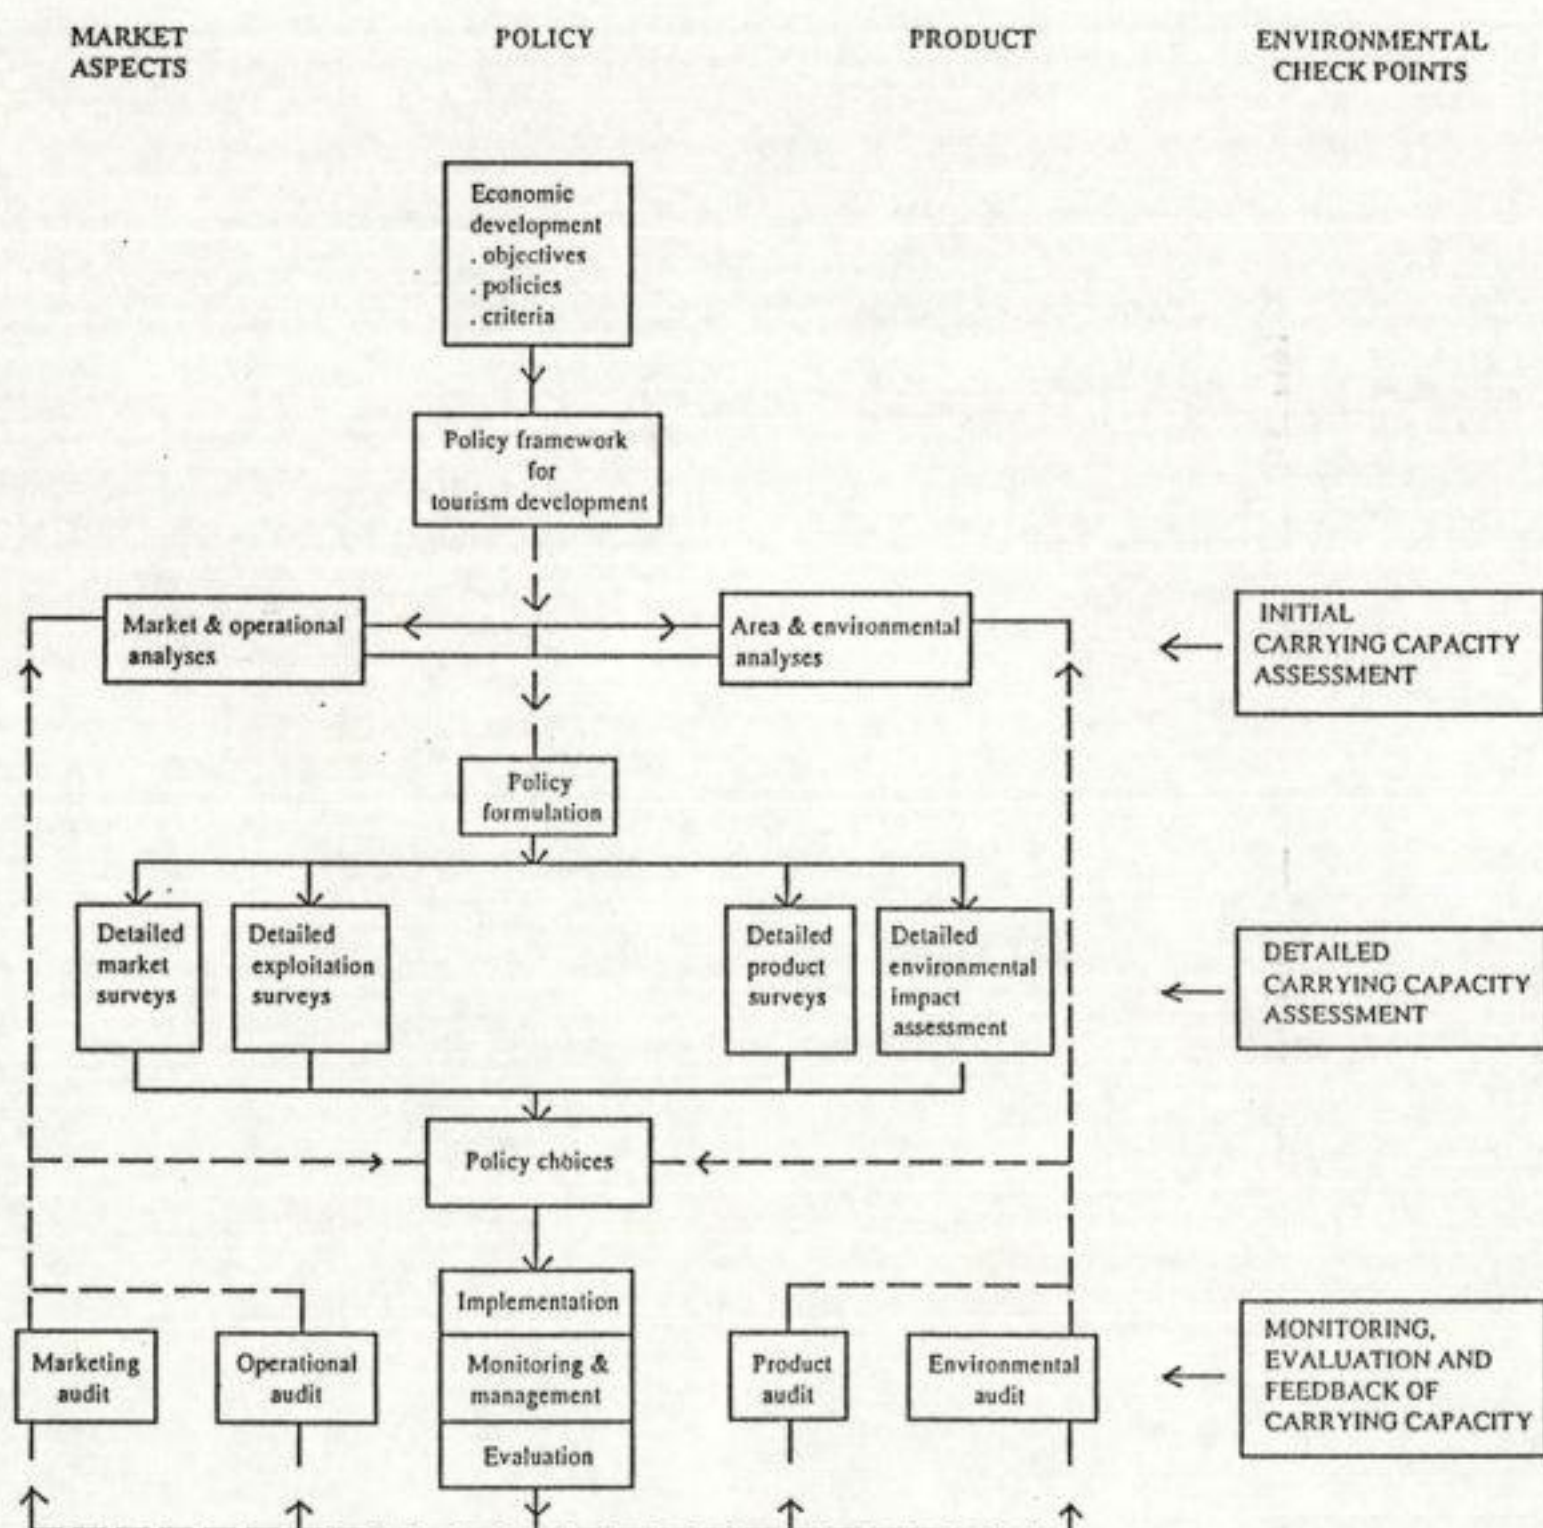 MARKET
ASPECTS
POLICY
PRODUCT
ENVIRONMENTAL
CHECK POINTS
Economic
development
. objectives
. policies
. criteria
Policy framework
for
tourism development
Market & operational
analyses
Area & environmental
analyses
INITIAL
CARRYING CAPACITY
ASSESSMENT
Policy
formulation
Detailed
market
surveys
Detailed
exploitation
surveys
Detailed
product
surveys
Detailed
environmental
impact
assessment
DETAILED
CARRYING CAPACITY
ASSESSMENT
Policy choices
Implementation
Monitoring &
management
Evaluation
Marketing
audit
Operational
audit
Product
audit
Environmental
audit
MONITORING,
EVALUATION AND
FEEDBACK OF
CARRYING CAPACITY